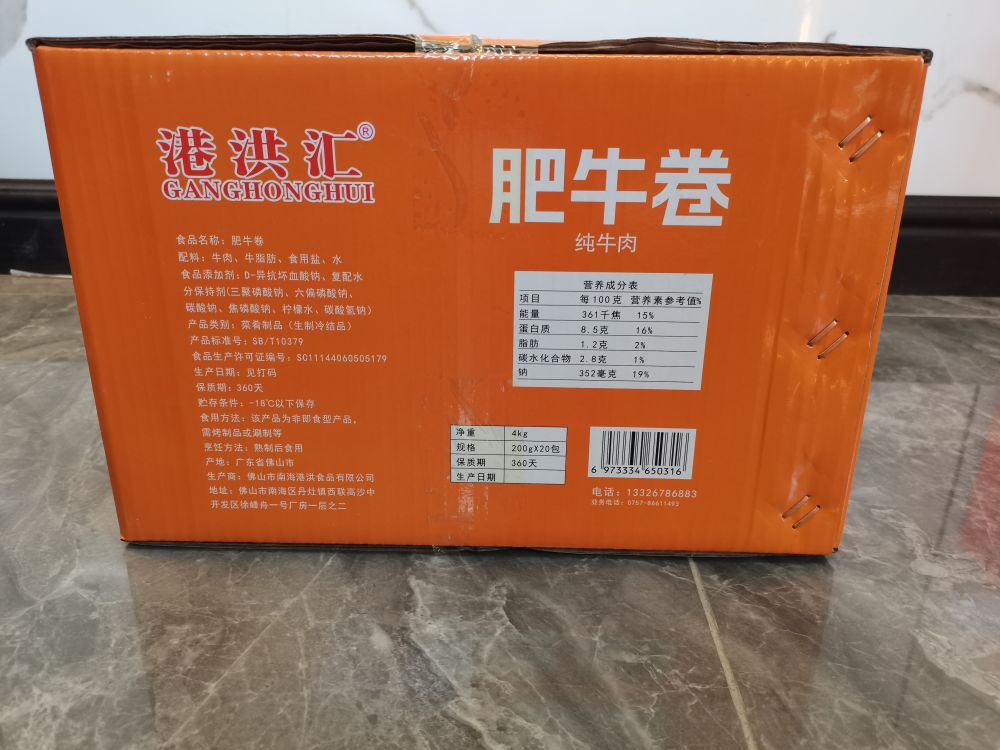 港洪汇®
GANGHONGHUI
食品名称：肥牛卷
配料：牛肉、牛脂肪、食用盐、水
食品添加剂：D-异抗坏血酸钠、复配水
分保持剂(三聚磷酸钠、六偏磷酸钠、
碳酸钠、焦磷酸钠、柠檬水、碳酸氢钠)
产品类别：菜肴制品（生制冷结品）
产品标准号：SB/T10379
食品生产许可证编号：SC11144060505179
生产日期：见打码
保质期：360天
贮存条件：-18℃以下保存
食用方法：该产品为非即食型产品，
需烤制品或涮制等
烹饪方法：熟制后食用
产地：广东省佛山市
生产商：佛山市南海港洪食品有限公司
地址：佛山市南海区丹灶镇西联高沙中
开发区徐峰舟一号厂房一层之二
肥牛卷
纯牛肉
营养成分表
项目 每100克 营养素参考值%
能量 361千焦 15%
蛋白质 8.5克 16%
脂肪 1.2克 2%
碳水化合物 2.8克 1%
钠 352毫克 19%
净重 4kg
规格 200gX20包
保质期 360天
生产日期
6 973334 650316
电话：13326786883
业务电话：0757-86611493